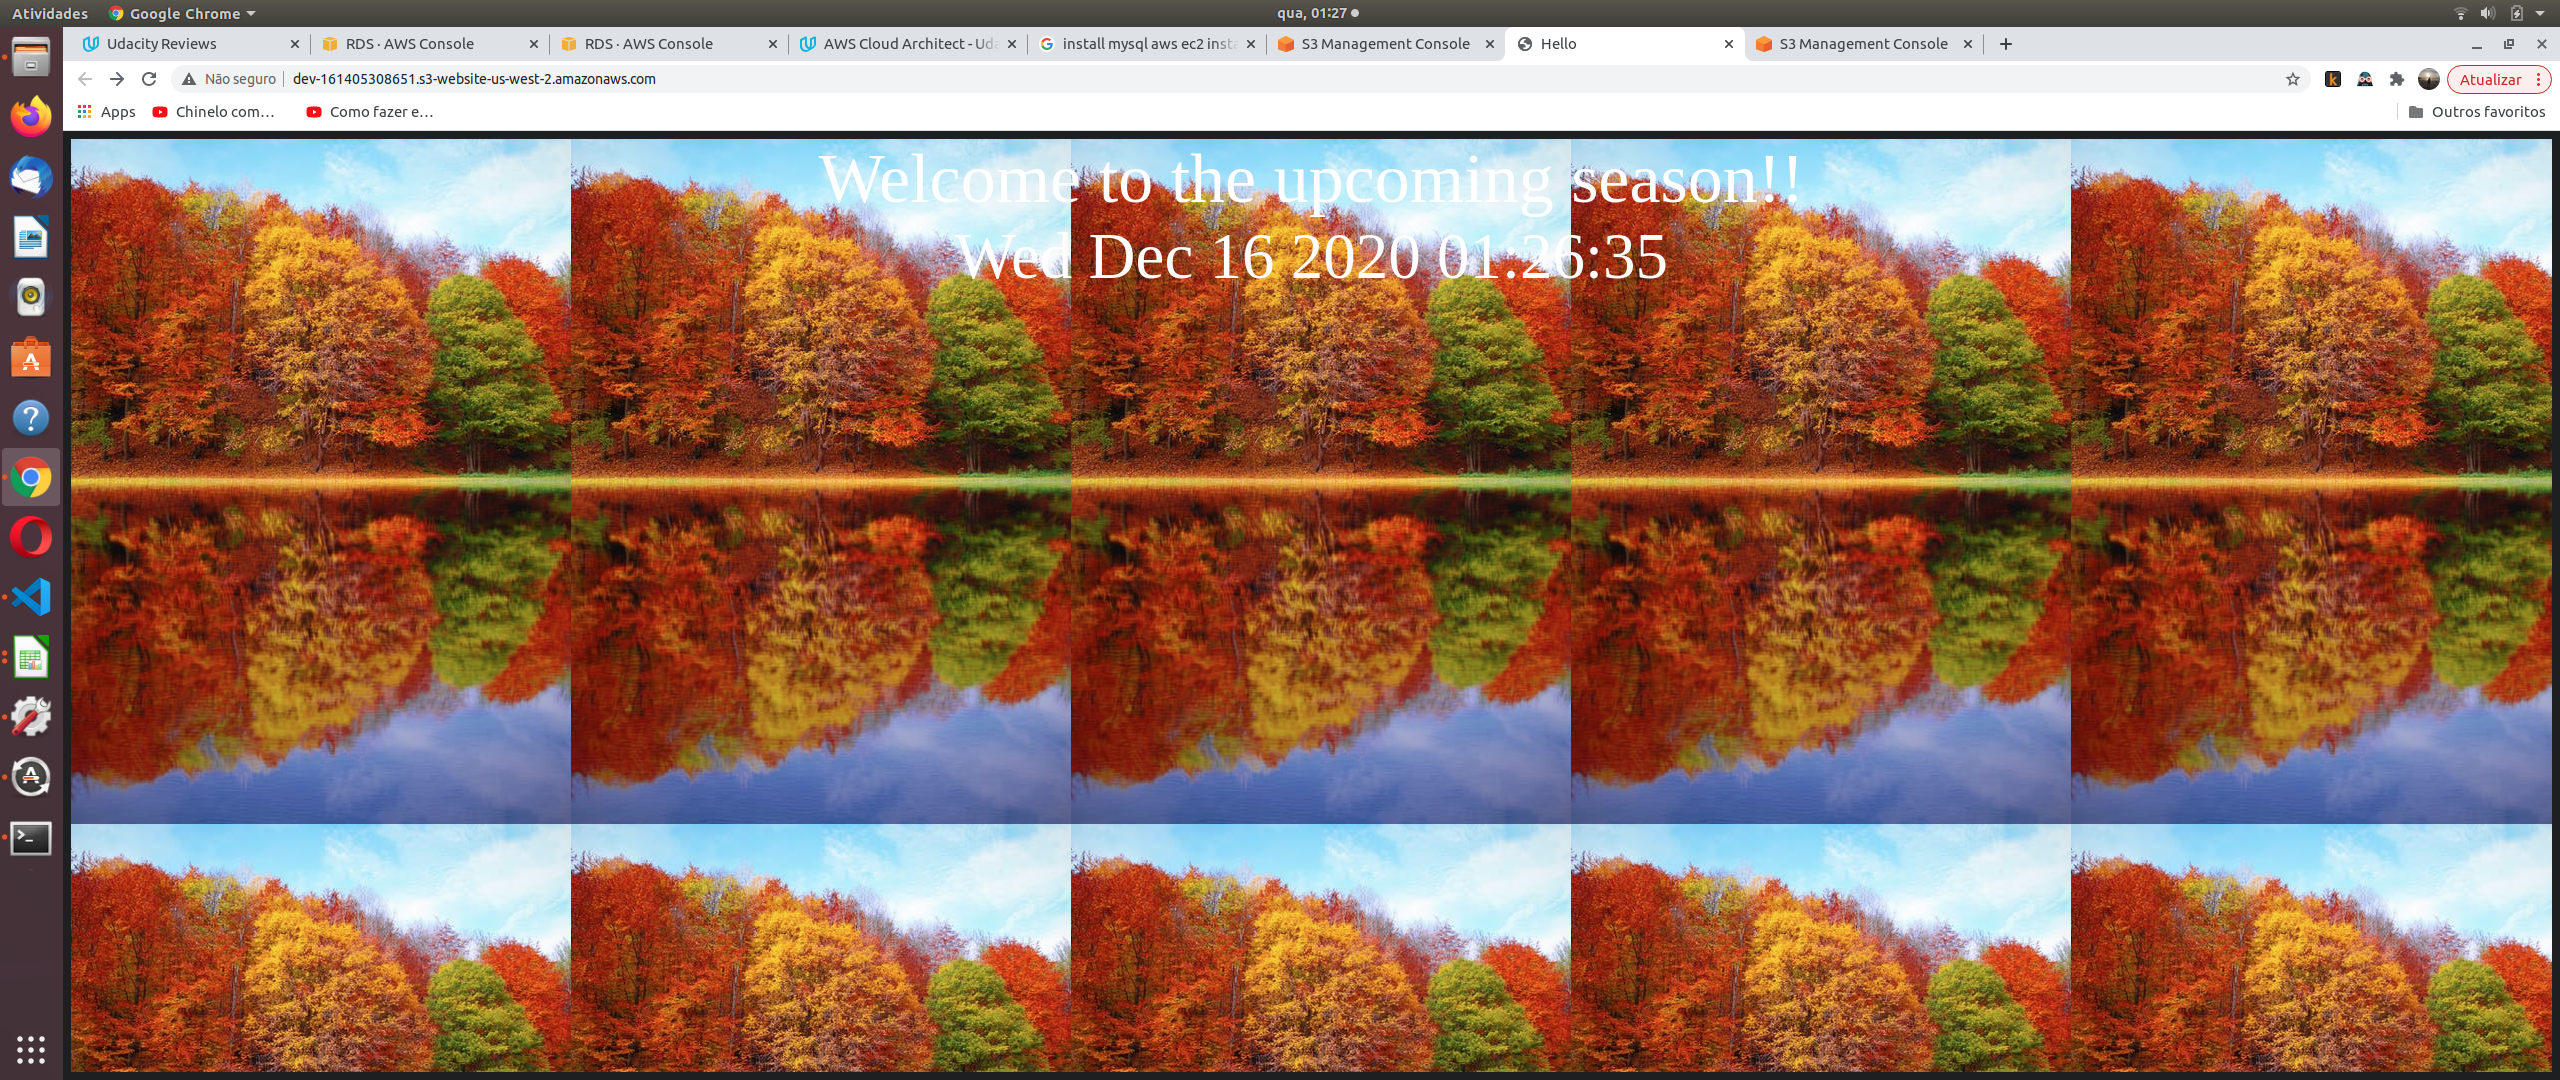 Atividades Google Chrome qua, 01:27
Udacity Reviews RDS · AWS Console RDS · AWS Console AWS Cloud Architect - Uda install mysql aws ec2 insta S3 Management Console Hello S3 Management Console
Não seguro dev-161405308651.s3-website-us-west-2.amazonaws.com Atualizar
Apps Chinelo com... Como fazer e... Outros favoritos
Welcome to the upcoming season!!
Wed Dec 16 2020 01:26:35